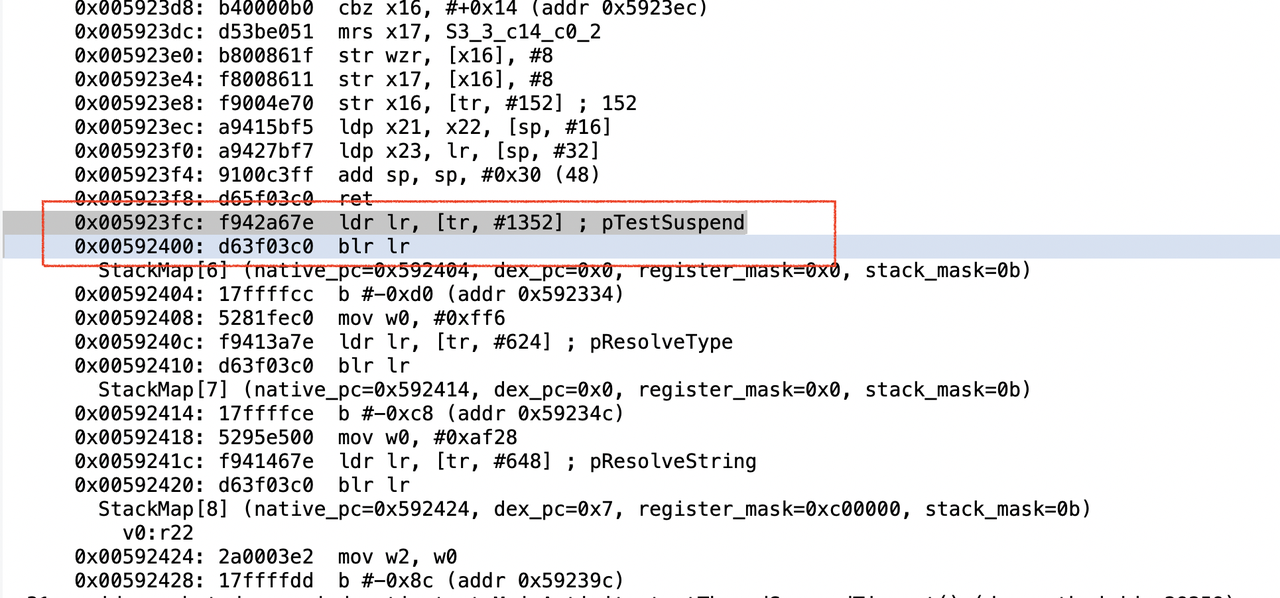 0x005923d8: b40000b0 cbz x16, #+0x14 (addr 0x5923ec)
0x005923dc: d53be051 mrs x17, S3_3_c14_c0_2
0x005923e0: b800861f str wzr, [x16], #8
0x005923e4: f8008611 str x17, [x16], #8
0x005923e8: f9004e70 str x16, [tr, #152] ; 152
0x005923ec: a9415bf5 ldp x21, x22, [sp, #16]
0x005923f0: a9427bf7 ldp x23, lr, [sp, #32]
0x005923f4: 9100c3ff add sp, sp, #0x30 (48)
0x005923f8: d65f03c0 ret
0x005923fc: f942a67e ldr lr, [tr, #1352] ; pTestSuspend
0x00592400: d63f03c0 blr lr
StackMap[6] (native_pc=0x592404, dex_pc=0x0, register_mask=0x0, stack_mask=0b)
0x00592404: 17ffffcc b #-0xd0 (addr 0x592334)
0x00592408: 5281fec0 mov w0, #0xff6
0x0059240c: f9413a7e ldr lr, [tr, #624] ; pResolveType
0x00592410: d63f03c0 blr lr
StackMap[7] (native_pc=0x592414, dex_pc=0x0, register_mask=0x0, stack_mask=0b)
0x00592414: 17ffffce b #-0xc8 (addr 0x59234c)
0x00592418: 5295e500 mov w0, #0xaf28
0x0059241c: f941467e ldr lr, [tr, #648] ; pResolveString
0x00592420: d63f03c0 blr lr
StackMap[8] (native_pc=0x592424, dex_pc=0x7, register_mask=0xc00000, stack_mask=0b)
v0:r22
0x00592424: 2a0003e2 mov w2, w0
0x00592428: 17ffffdd b #-0x8c (addr 0x59239c)